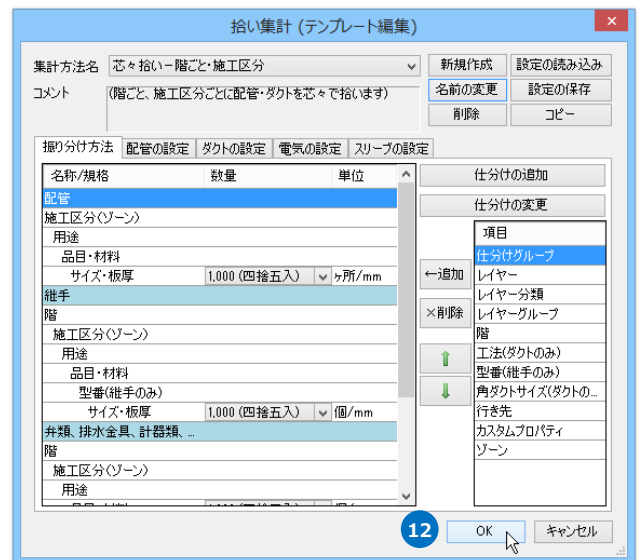 拾い集計 (テンプレート編集)
集計方法名 芯々拾い－階ごと・施工区分 新規作成 設定の読み込み
コメント (階ごと、施工区分ごとに配管・ダクトを芯々で拾います) 名前の変更 設定の保存
削除 コピー
振り分け方法 配管の設定 ダクトの設定 電気の設定 スリーブの設定
名称/規格 数量 単位
配管
施工区分(ゾーン)
用途
品目・材料
サイズ・板厚 1,000 (四捨五入) ヶ所/mm
継手
階
施工区分(ゾーン)
用途
品目・材料
型番(継手のみ)
サイズ・板厚 1,000 (四捨五入) 個/mm
弁類、排水金具、計器類、...
階
施工区分(ゾーン)
用途
仕分けの追加
仕分けの変更
←追加
×削除
項目
仕分けグループ
レイヤー
レイヤー分類
レイヤーグループ
階
工法(ダクトのみ)
型番(継手のみ)
角ダクトサイズ(ダクトの...
行き先
カスタムプロパティ
ゾーン
12 OK キャンセル